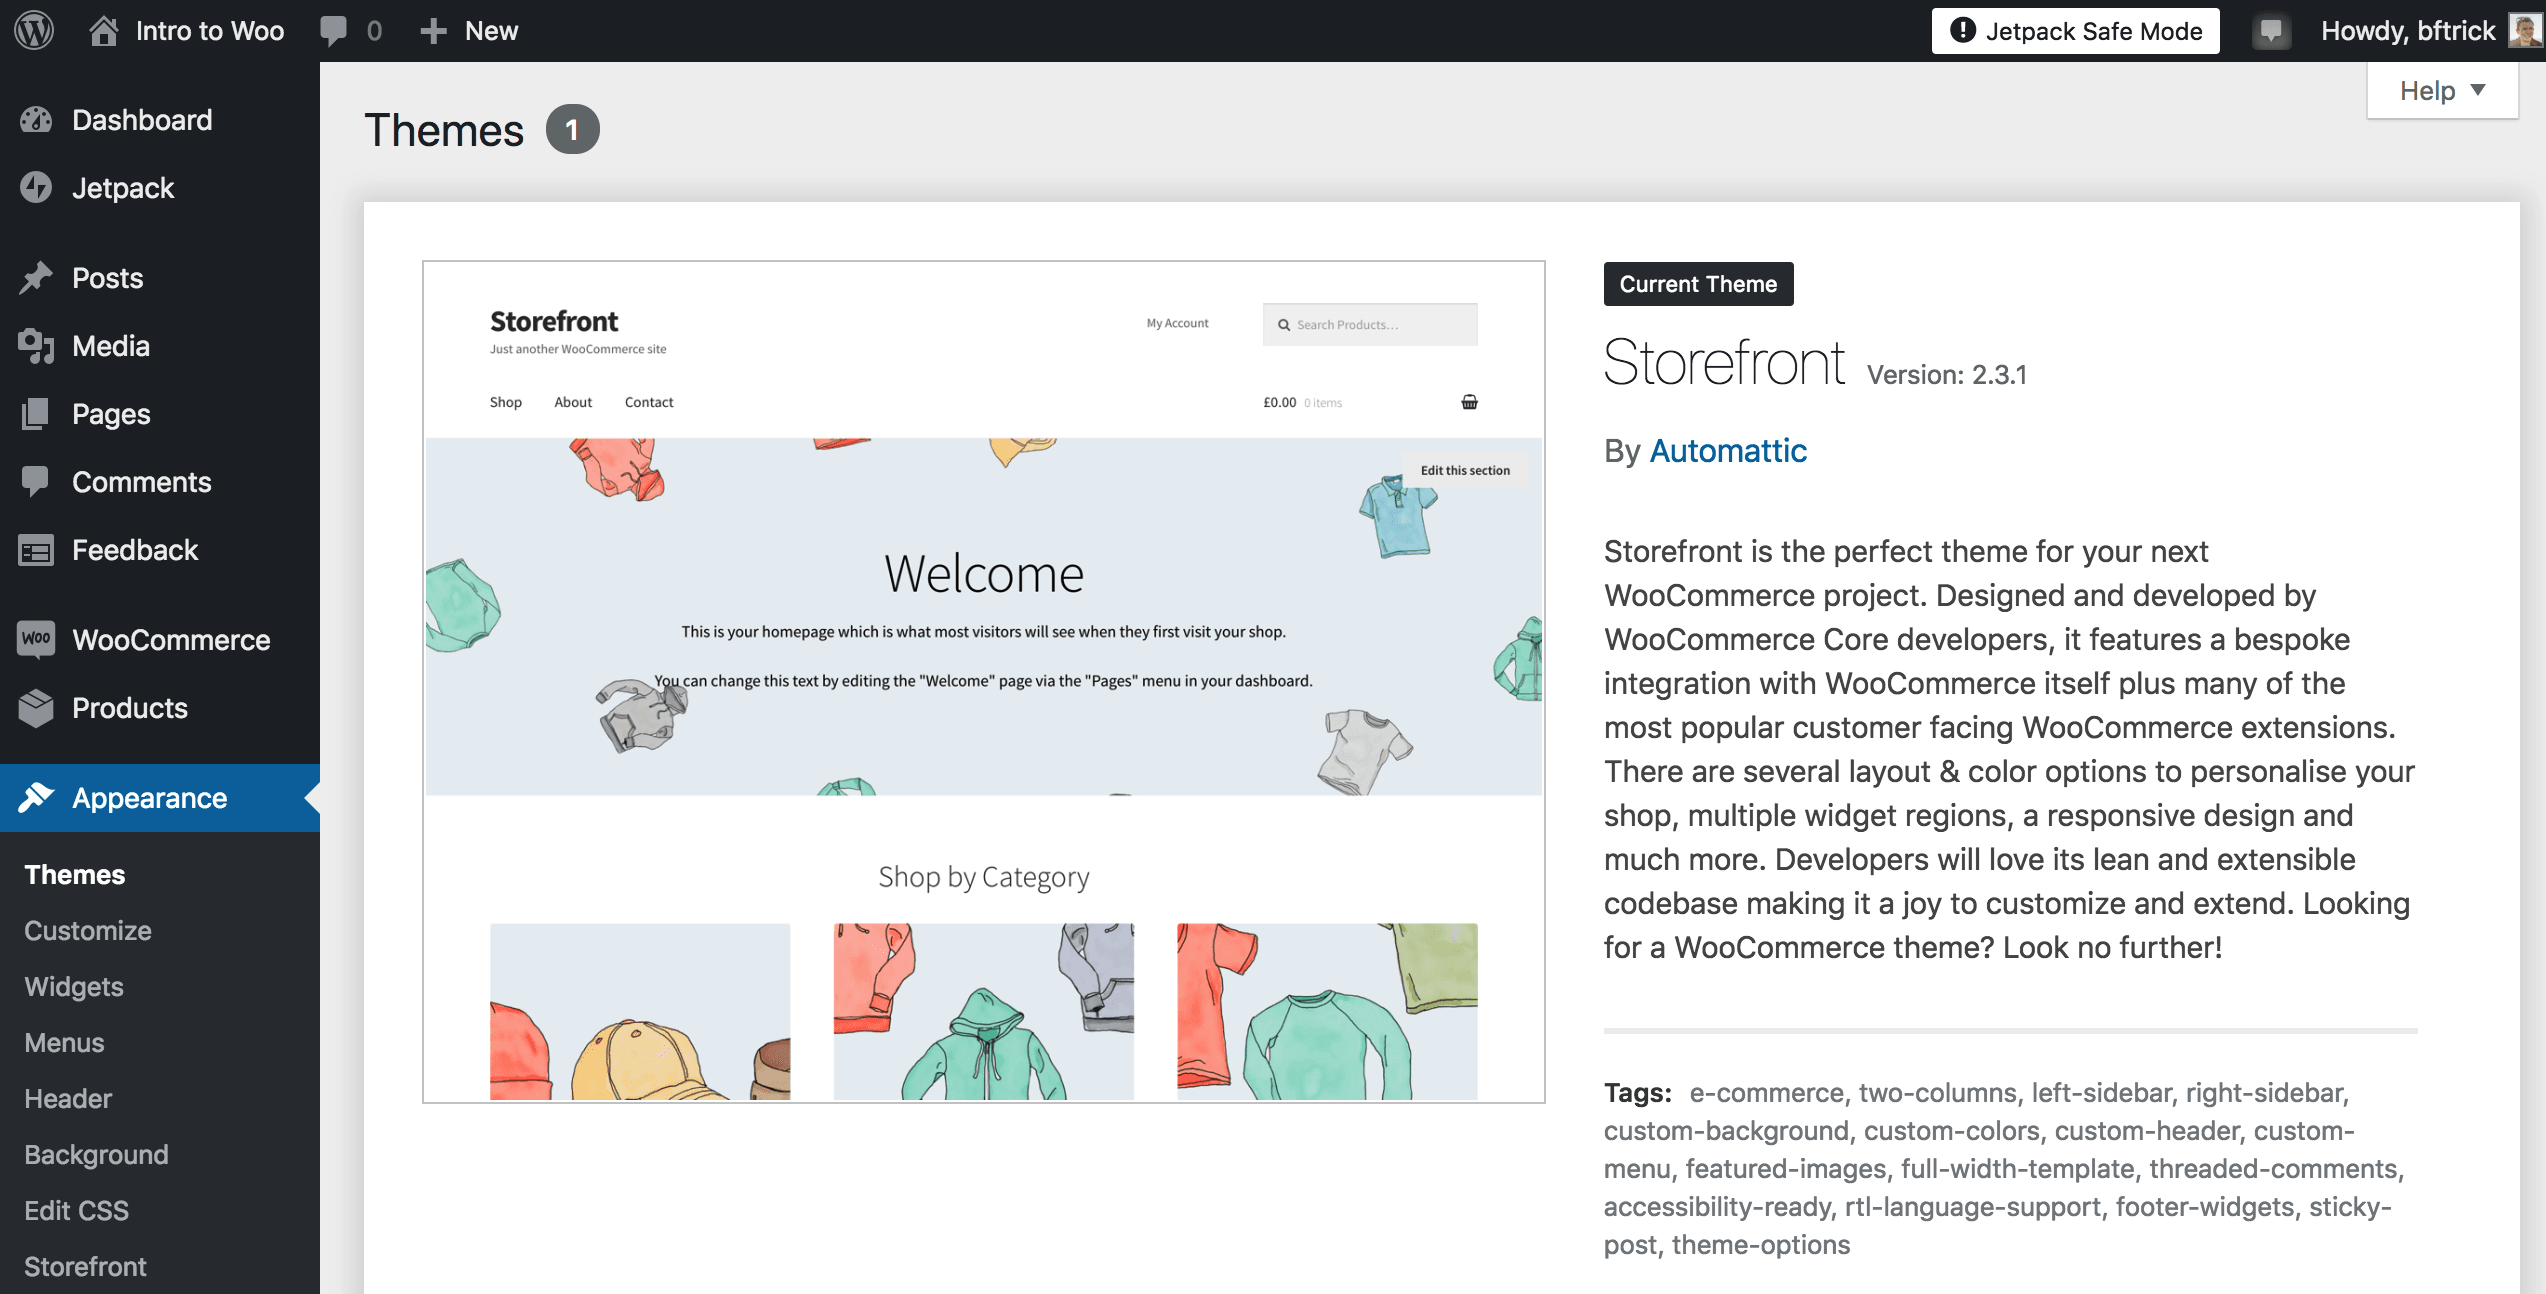 Intro to Woo
0
New
Jetpack Safe Mode
Howdy, bftrick
Help
Dashboard
Jetpack
Posts
Media
Pages
Comments
Feedback
Woo WooCommerce
Products
Appearance
Themes
Customize
Widgets
Menus
Header
Background
Edit CSS
Storefront
Themes 1
Storefront
Just another WooCommerce site
My Account
Search Products...
Shop About Contact
£0.00 0 items
Edit this section
Welcome
This is your homepage which is what most visitors will see when they first visit your shop.
You can change this text by editing the "Welcome" page via the "Pages" menu in your dashboard.
Shop by Category
Current Theme
Storefront Version: 2.3.1
By Automattic
Storefront is the perfect theme for your next
WooCommerce project. Designed and developed by
WooCommerce Core developers, it features a bespoke
integration with WooCommerce itself plus many of the
most popular customer facing WooCommerce extensions.
There are several layout & color options to personalise your
shop, multiple widget regions, a responsive design and
much more. Developers will love its lean and extensible
codebase making it a joy to customize and extend. Looking
for a WooCommerce theme? Look no further!
Tags: e-commerce, two-columns, left-sidebar, right-sidebar,
custom-background, custom-colors, custom-header, custom-
menu, featured-images, full-width-template, threaded-comments,
accessibility-ready, rtl-language-support, footer-widgets, sticky-
post, theme-options